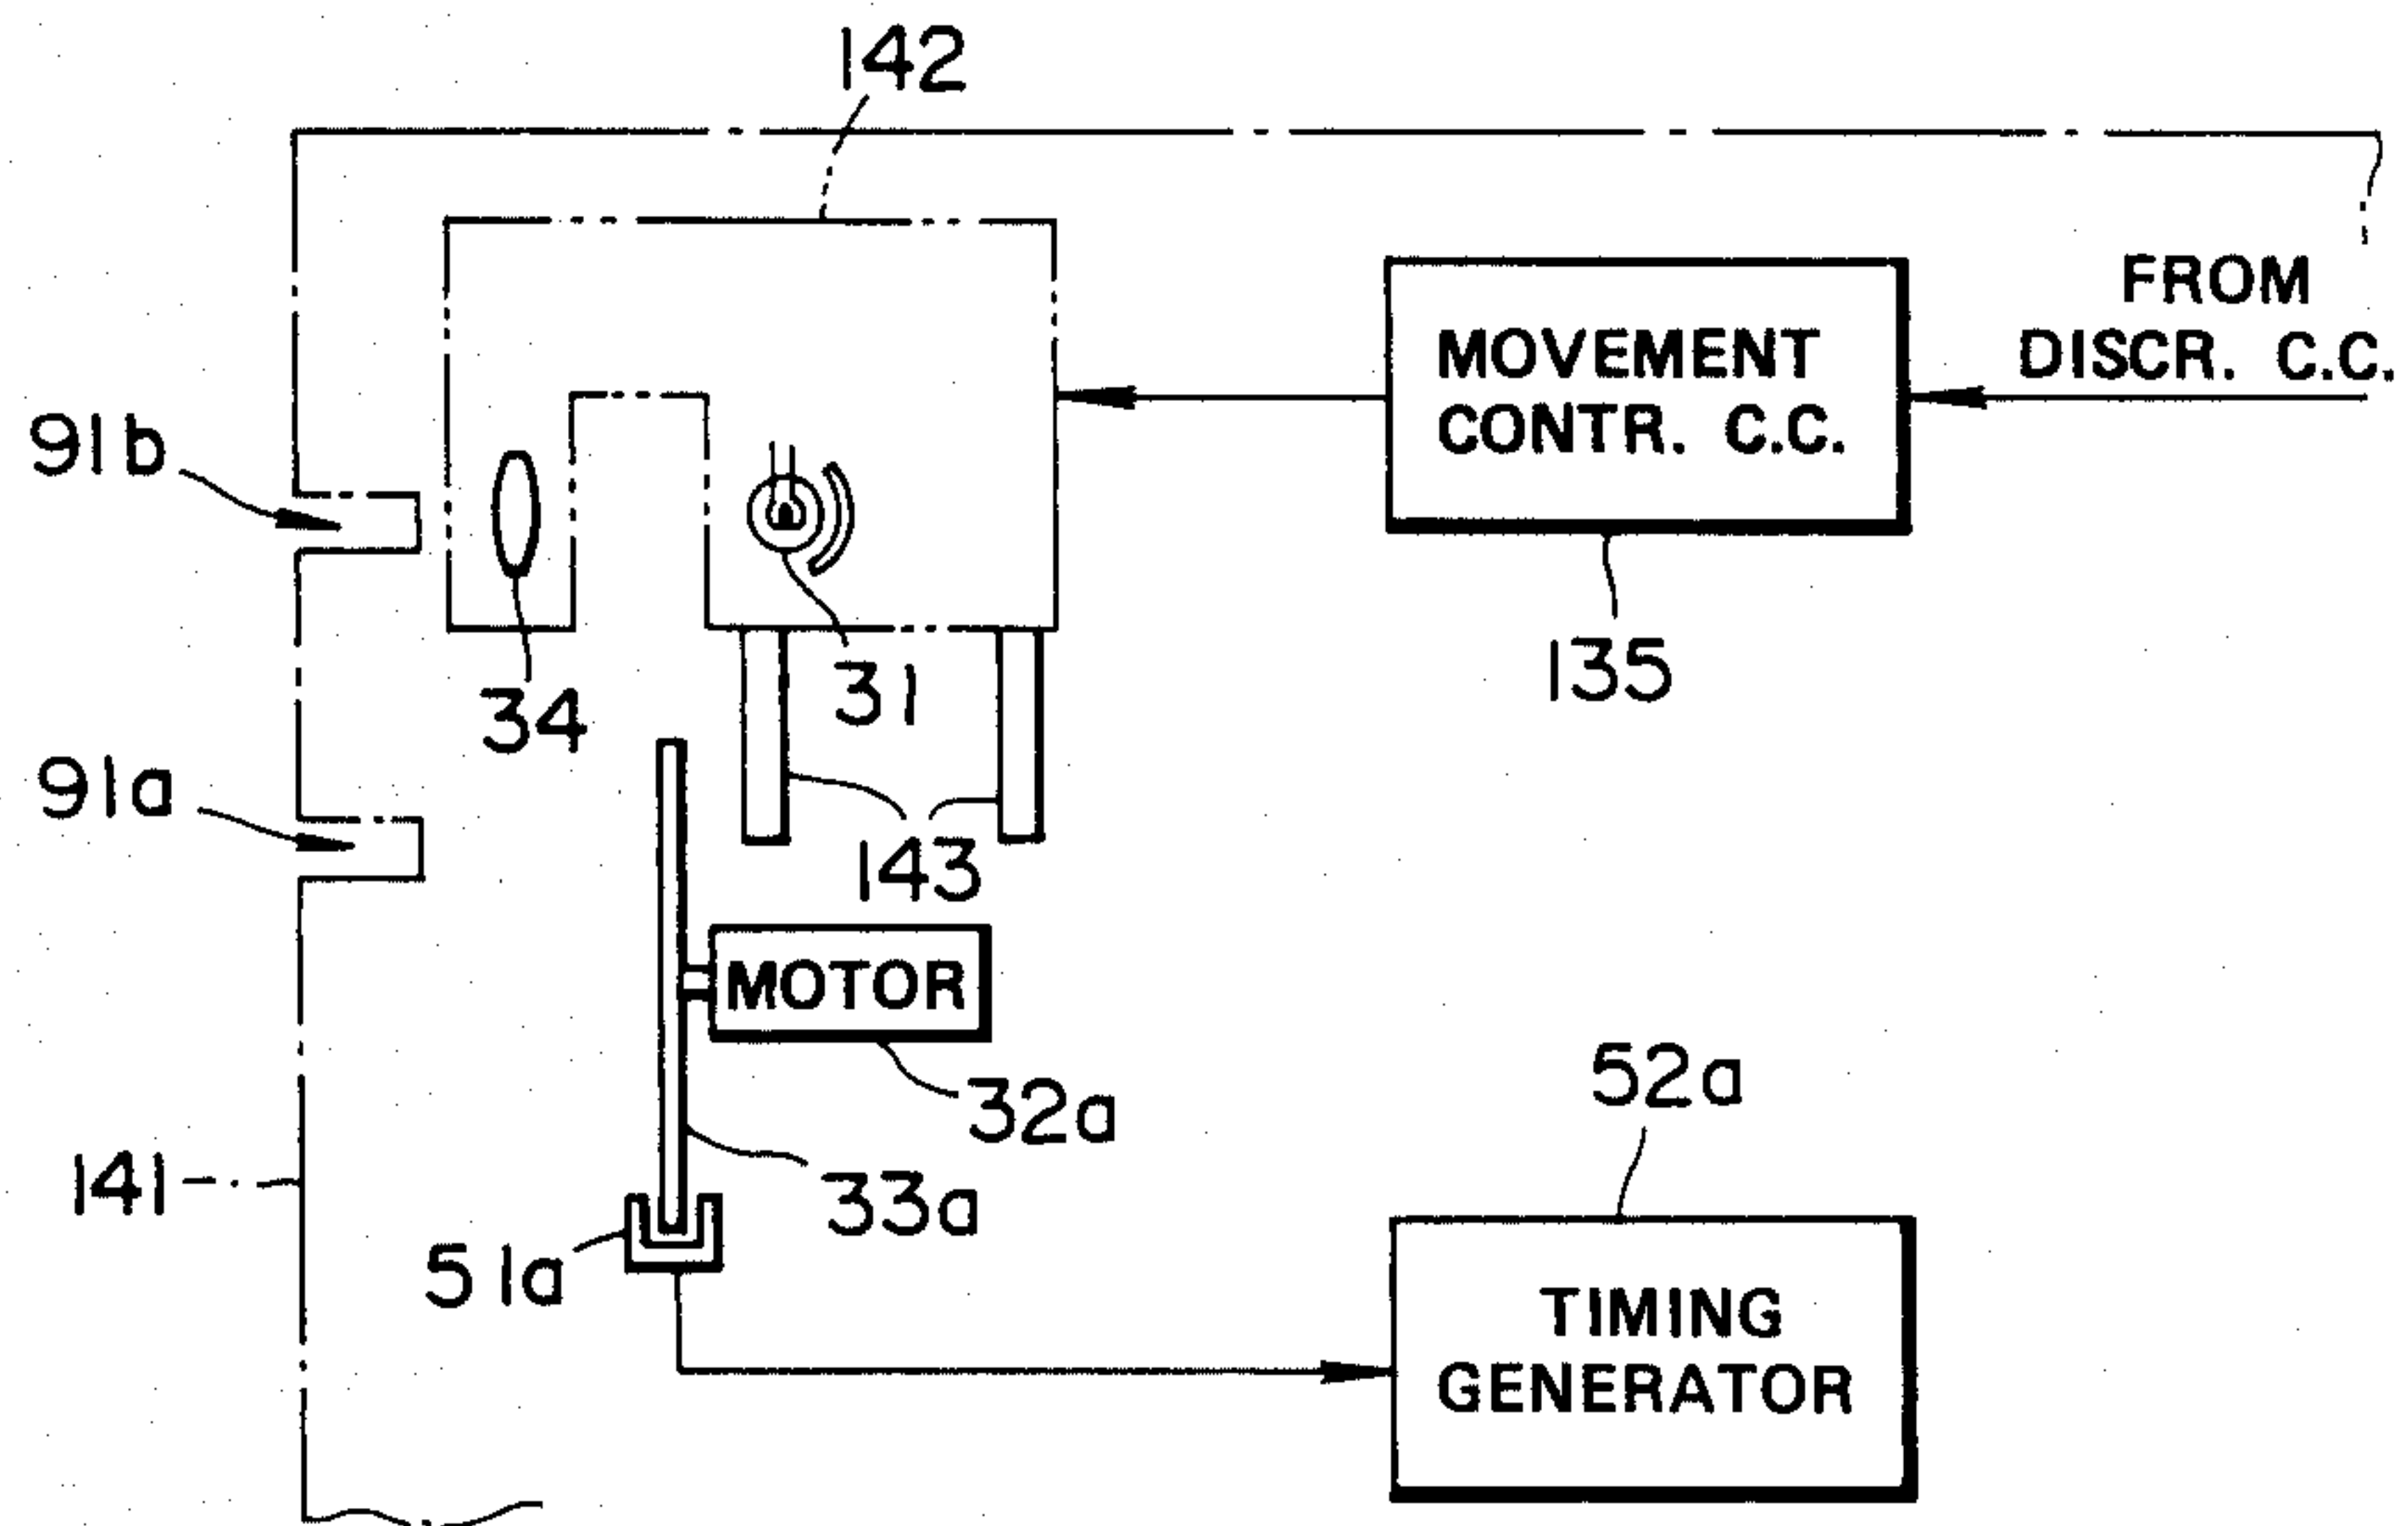 142
FROM
DISCR. C.C.
MOVEMENT
CONTR. C.C.
91b
135
31
34
91a
143
MOTOR
32a
52a
141
33a
51a
TIMING
GENERATOR